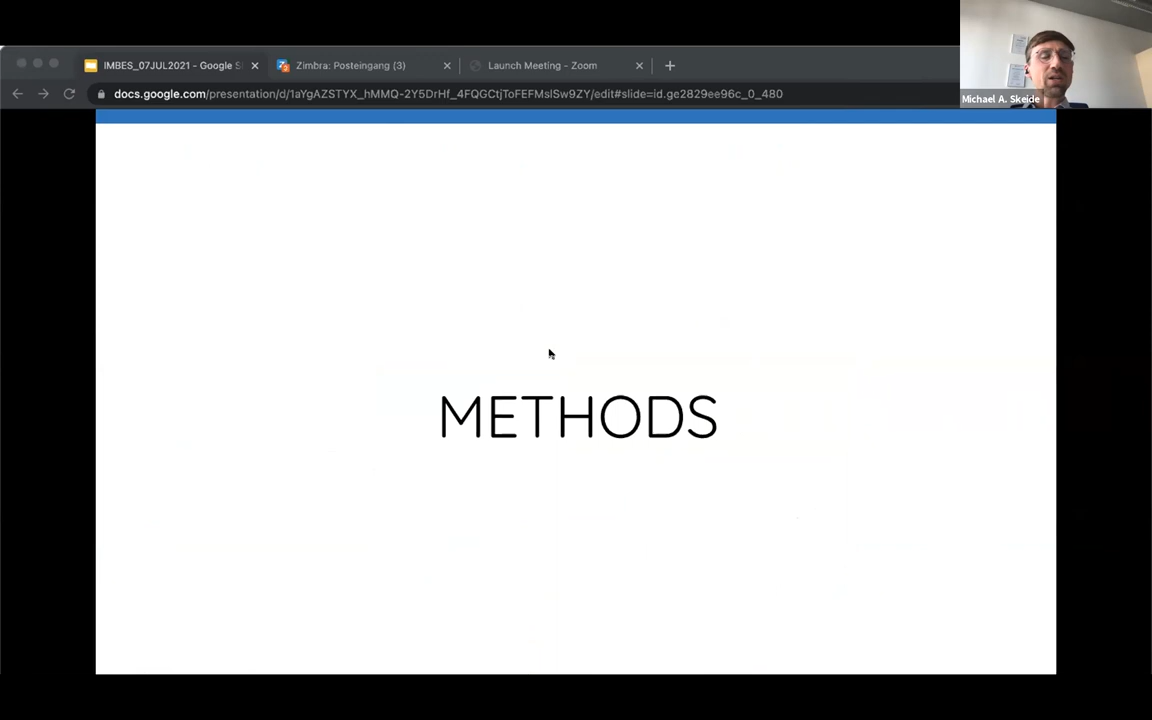 IMBES_07JUL2021 - Google S
Zimbra: Posteingang (3)
Launch Meeting - Zoom
docs.google.com/presentation/d/1aYgAZSTYX_hMMQ-2Y5DrHf_4FQGCtjToFEFMslSw9ZY/edit#slide=id.ge2829ee96c_0_480
Michael A. Skeide
METHODS